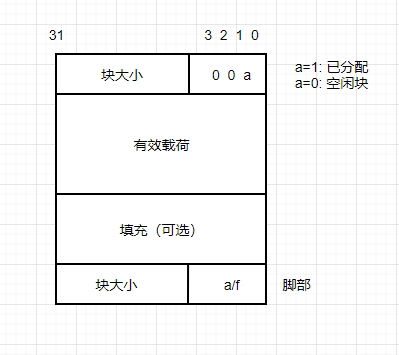 31 3 2 1 0
块大小 0 0 a
a=1: 已分配
a=0: 空闲块
有效载荷
填充（可选）
块大小 a/f 脚部